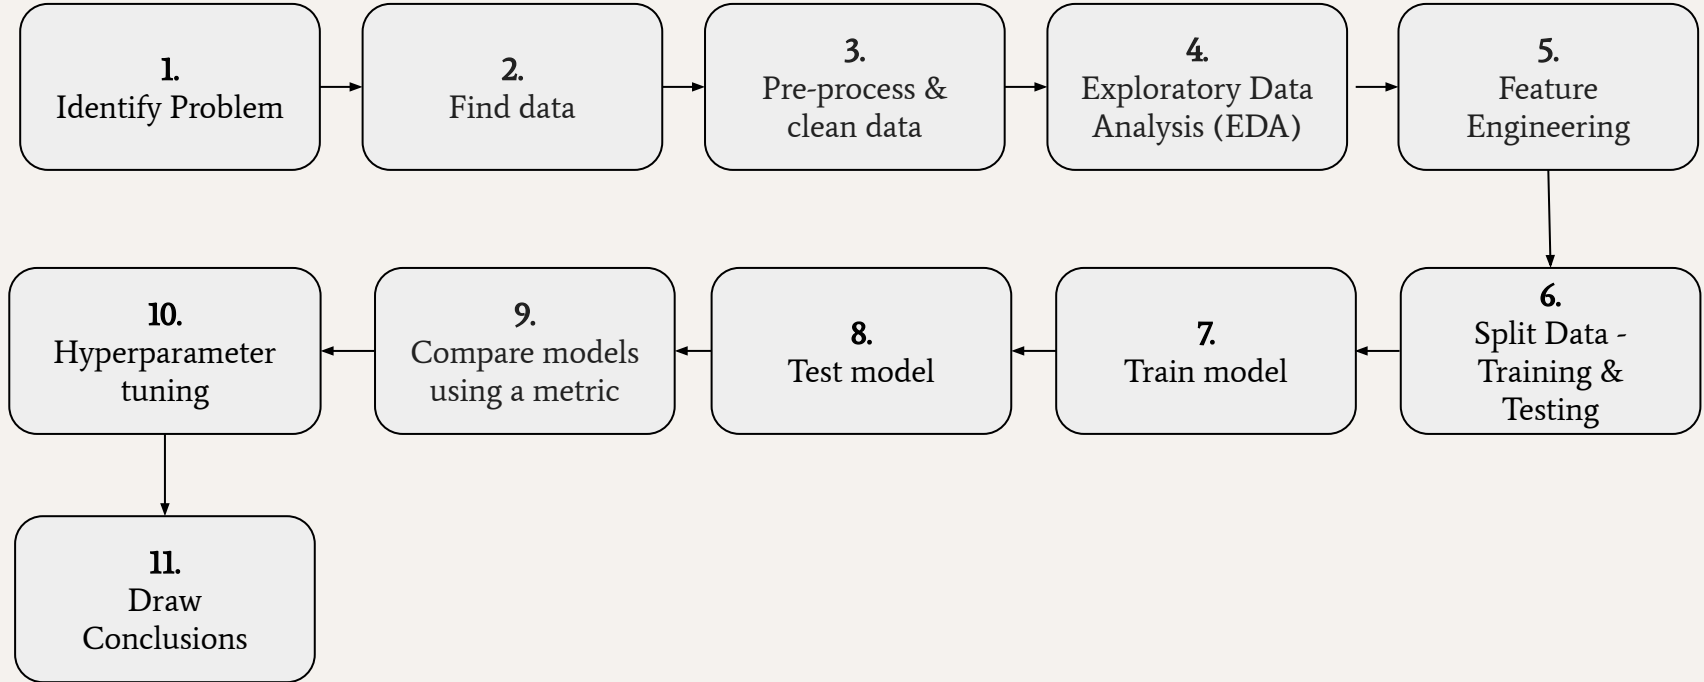 1.
Identify Problem
2.
Find data
3.
Pre-process &
clean data
4.
Exploratory Data
Analysis (EDA)
5.
Feature
Engineering
6.
Split Data -
Training &
Testing
7.
Train model
8.
Test model
9.
Compare models
using a metric
10.
Hyperparameter
tuning
11.
Draw
Conclusions